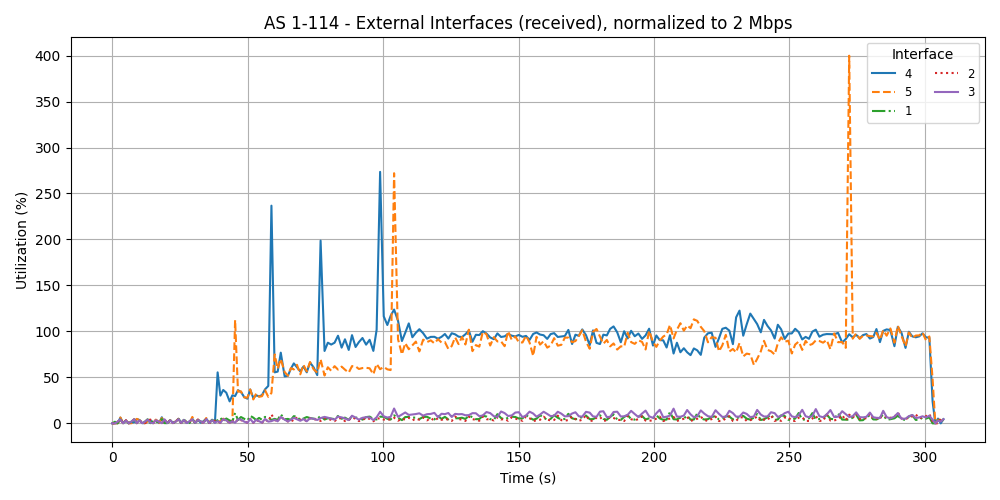 AS 1-114 - External Interfaces (received), normalized to 2 Mbps
Interface
4 2
5 3
1
Utilization (%)
400
350
300
250
200
150
100
50
0
0 50 100 150 200 250 300
Time (s)